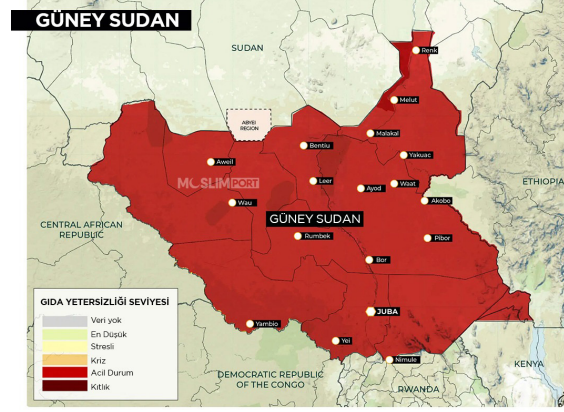 GÜNEY SUDAN
SUDAN
Renk
Melut
ABYEI
REGION
Malakal
Bentiu
Yakuac
Aweil
ETHIOPIA
MUSLIMPORT
Leer
Ayod
Waat
Wau
Akobo
GÜNEY SUDAN
CENTRAL AFRICAN
REPUBLIC
Rumbek
Pibor
Bor
GIDA YETERSİZLİĞİ SEVİYESİ
Veri yok
En Düşük
Stresli
Kriz
Acil Durum
Kıtlık
JUBA
Yambio
Yei
Nimule
KENYA
DEMOCRATIC REPUBLIC
OF THE CONGO
RWANDA